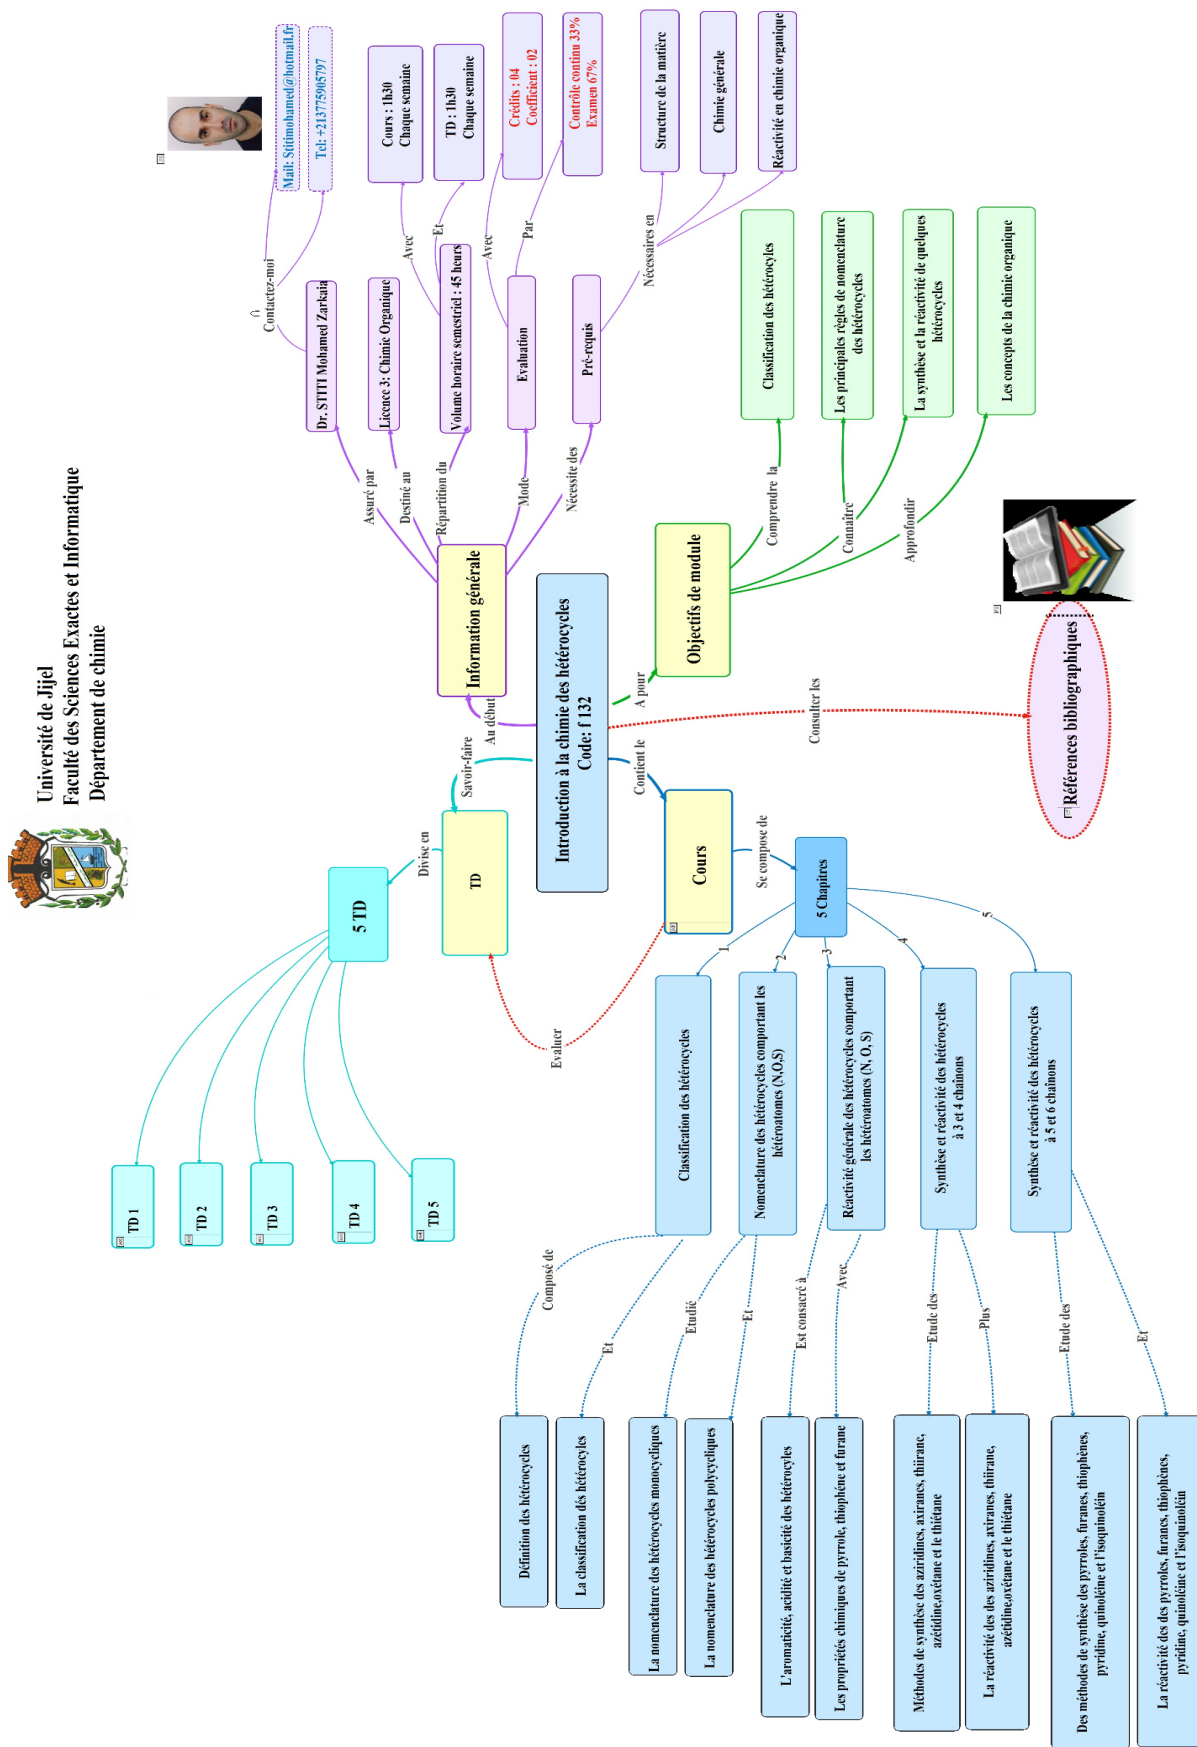 Université de Jijel
Faculté des Sciences Exactes et Informatique
Département de chimie
Introduction à la chimie des hétérocycles
Code: f 132
Au début
Information générale
Assuré par
Dr. STITI Mohamed Zarkaia
Contactez-moi
Mail: Stitimohamed@hotmail.fr
Tel: +213775905797
Destiné au
Licence 3: Chimie Organique
Répartition du
Volume horaire semestriel : 45 heurs
Avec
Cours : 1h30
Chaque semaine
Et
TD : 1h30
Chaque semaine
Mode
Evaluation
Avec
Crédits : 04
Coefficient : 02
Par
Contrôle continu 33%
Examen 67%
Nécessite des
Pré-requis
Nécessaires en
Structure de la matière
Chimie générale
Réactivité en chimie organique
A pour
Objectifs de module
Comprendre la
Classification des hétérocyles
Connaître
Les principales règles de nomenclature
des hétérocycles
La synthèse et la réactivité de quelques
hétérocycles
Approfondir
Les concepts de la chimie organique
Consulter les
Références bibliographiques
Savoir-faire
TD
Divise en
5 TD
TD 1
TD 2
TD 3
TD 4
TD 5
Contient le
Cours
Evaluer
Se compose de
5 Chapitres
1
Classification des hétérocycles
Composé de
Définition des hétérocycles
Et
La classification dés hétérocyles
2
Nomenclature des hétérocycles comportant les
hétéroatomes (N,O,S)
Etudié
La nomenclature des hétérocycles monocycliques
Et
La nomenclature des hétérocycles polycycliques
3
Réactivité générale des hétérocycles comportant
les hétéroatomes (N, O, S)
Est consacré à
L'aromaticité, acidité et basicité des hétérocyles
Avec
Les propriétés chimiques de pyrrole, thiophéne et furane
4
Synthèse et réactivité des hétérocycles
à 3 et 4 chaînons
Etude des
Méthodes de synthèse des aziridines, axiranes, thiirane,
azétidine,oxétane et le thiétane
Plus
La réactivité des des aziridines, axiranes, thiirane,
azétidine,oxétane et le thiétane
5
Synthèse et réactivité des hétérocycles
à 5 et 6 chaînons
Etude des
Des méthodes de synthèse des pyrroles, furanes, thiophènes,
pyridine, quinoléine et l'isoquinoléin
Et
La réactivité des des pyrroles, furanes, thiophènes,
pyridine, quinoléine et l'isoquinoléin